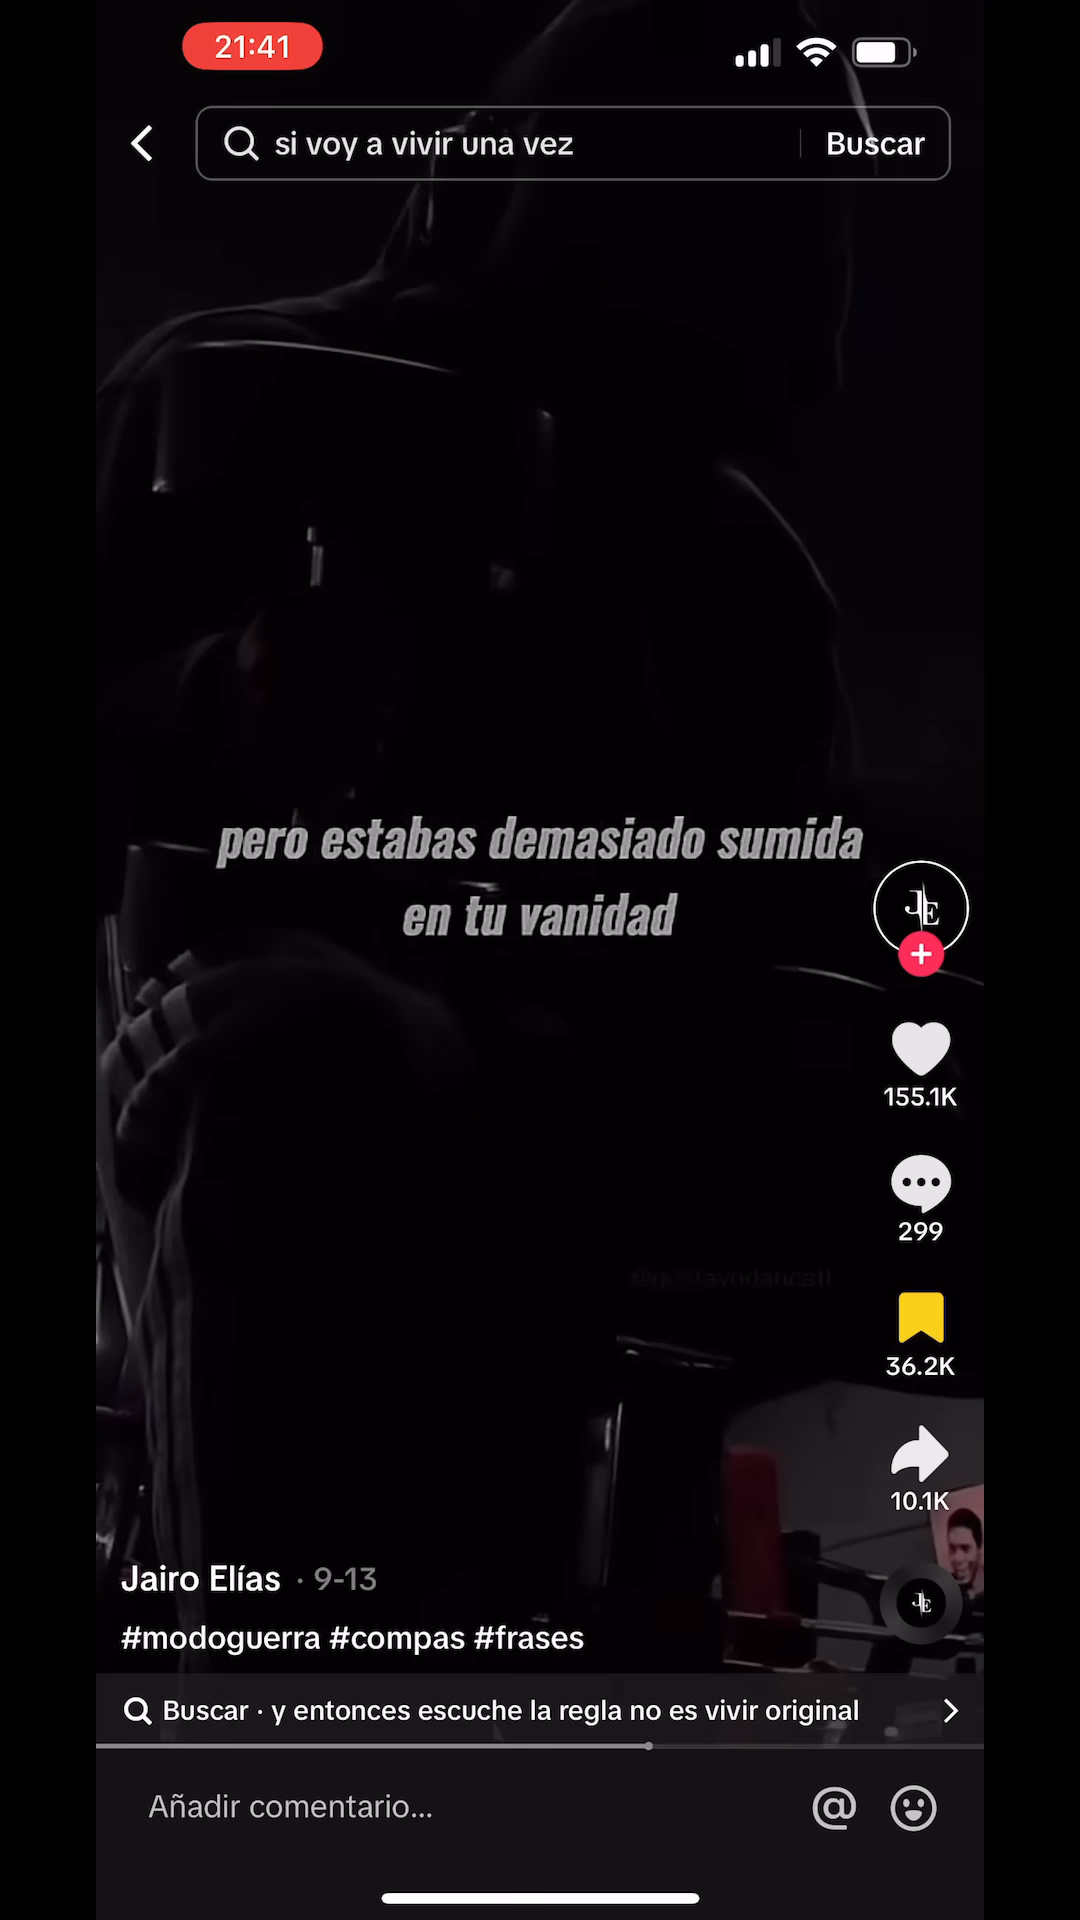 21:41
si voy a vivir una vez
Buscar
pero estabas demasiado sumida
en tu vanidad
JE
155.1K
299
36.2K
10.1K
Jairo Elías · 9-13
JE
#modoguerra #compas #frases
Buscar · y entonces escuche la regla no es vivir original
Añadir comentario...